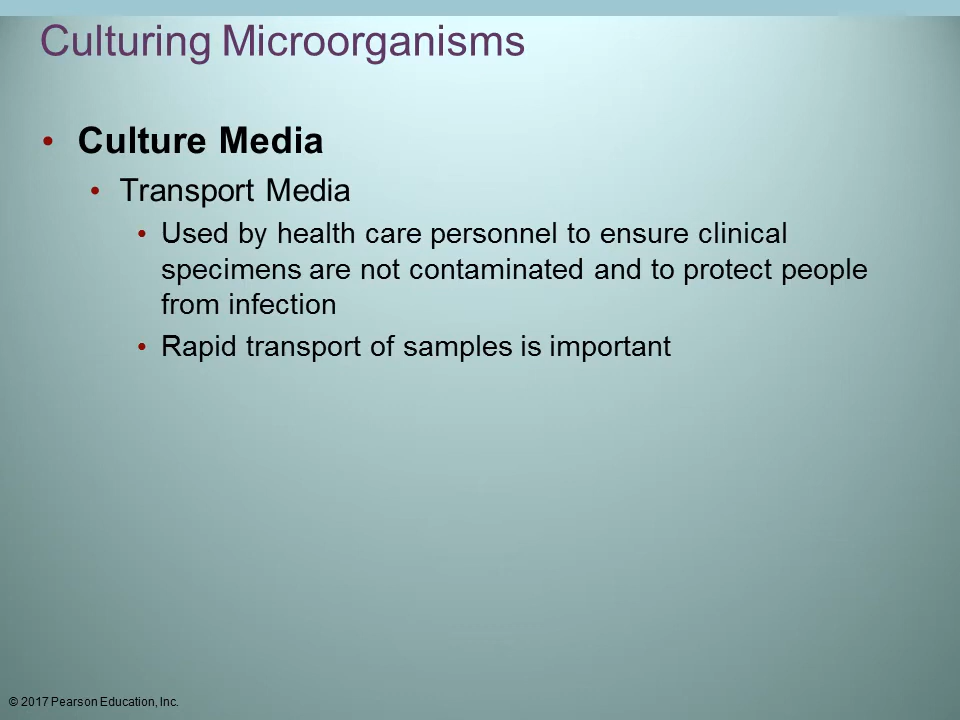 Culturing Microorganisms
• Culture Media
• Transport Media
• Used by health care personnel to ensure clinical
specimens are not contaminated and to protect people
from infection
• Rapid transport of samples is important
© 2017 Pearson Education, Inc.